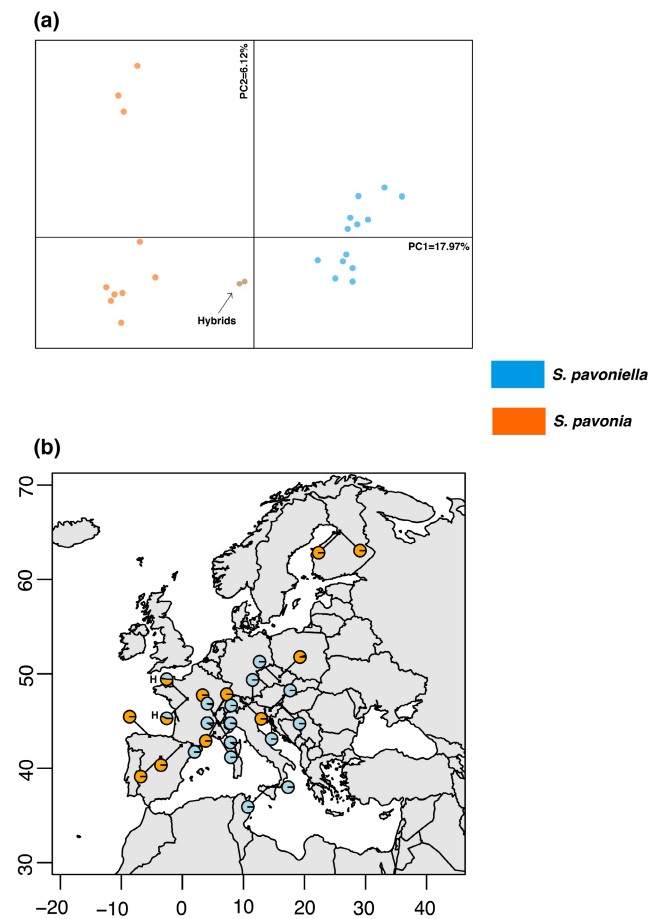 (a)
PC2=6.12%
PC1=17.97%
Hybrids
S. pavoniella
S. pavonia
(b)
70
60
50
40
30
H
H
−20 −10 0 10 20 30 40